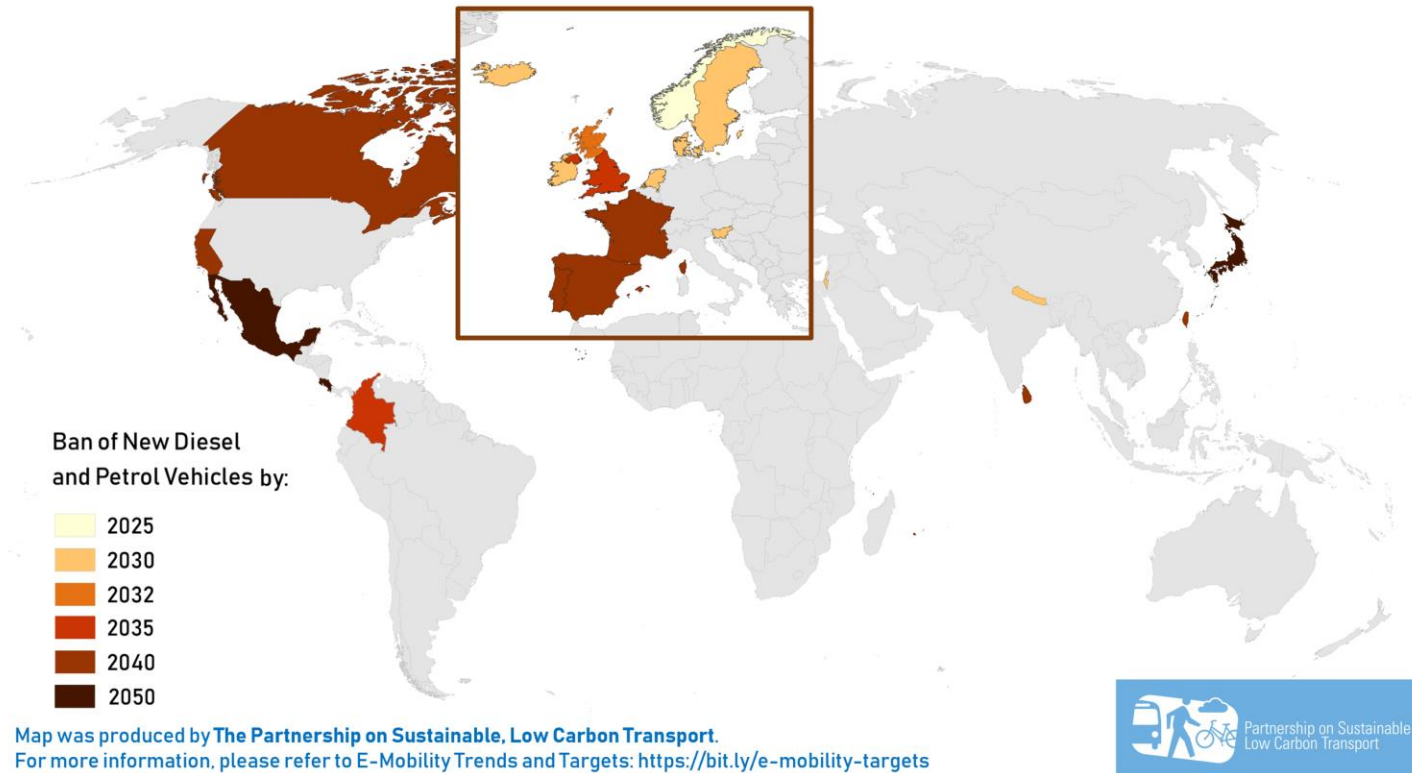 Ban of New Diesel
and Petrol Vehicles by:
2025
2030
2032
2035
2040
2050
Map was produced by The Partnership on Sustainable, Low Carbon Transport.
For more information, please refer to E-Mobility Trends and Targets: https://bit.ly/e-mobility-targets
Partnership on Sustainable
Low Carbon Transport